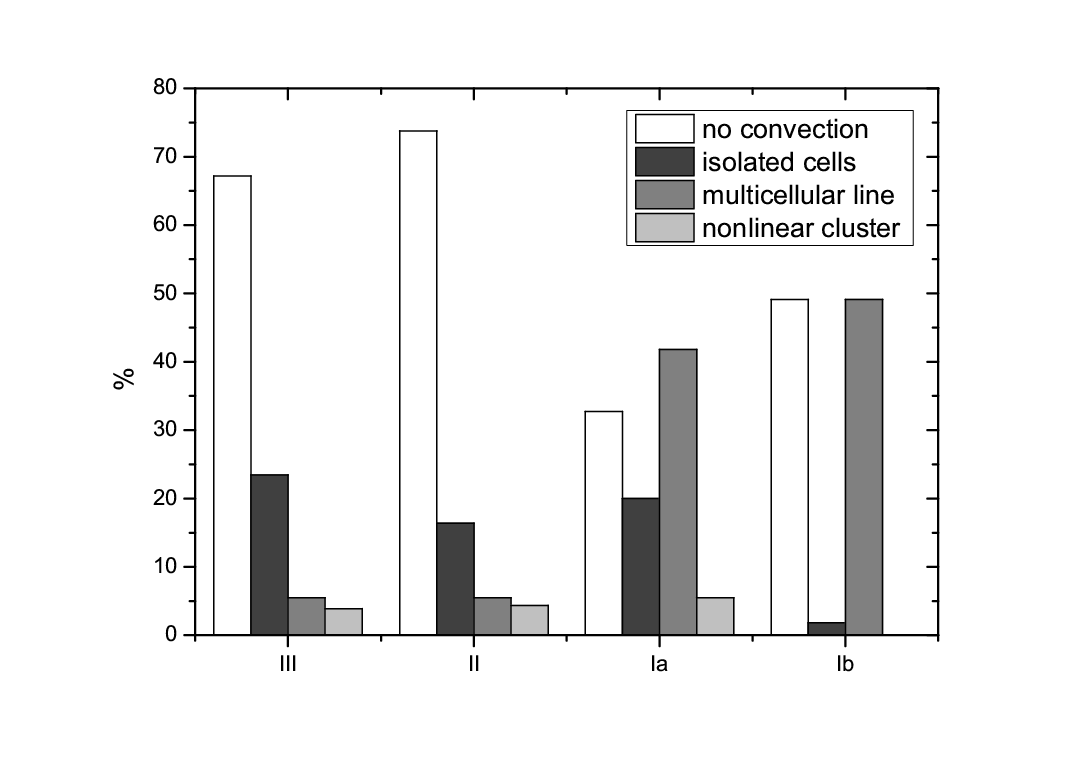 80
70
60
50
40
30
20
10
0
%
no convection
isolated cells
multicellular line
nonlinear cluster
III
II
Ia
Ib